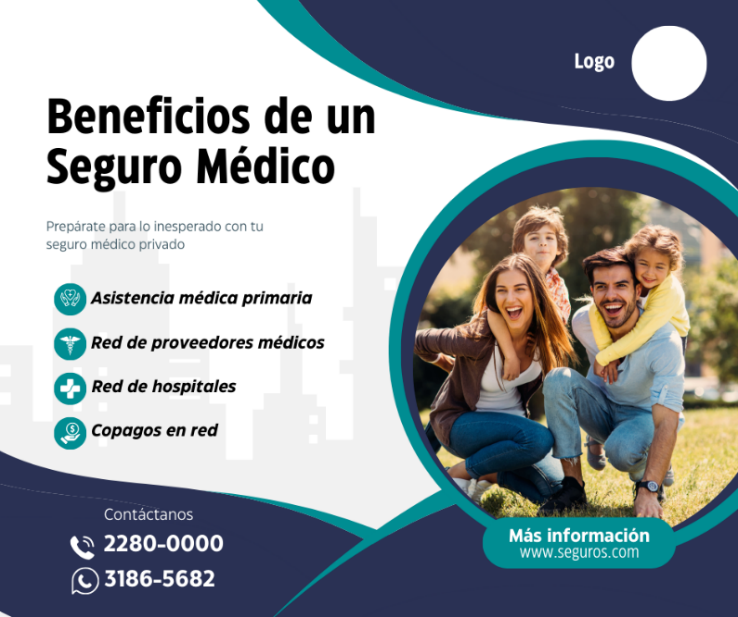 Logo
Beneficios de un
Seguro Médico
Prepárate para lo inesperado con tu
seguro médico privado
Asistencia médica primaria
Red de proveedores médicos
Red de hospitales
Copagos en red
Contáctanos
2280-0000
3186-5682
Más información
www.seguros.com